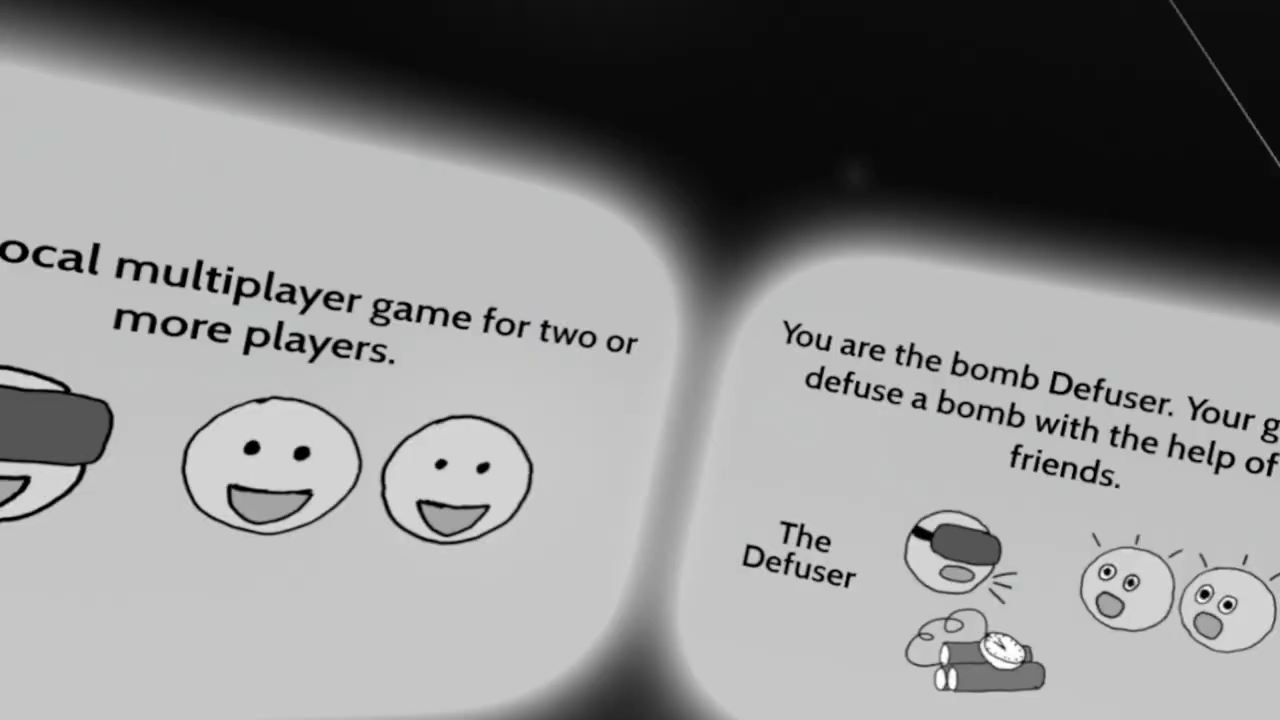 ocal multiplayer game for two or
more players.
You are the bomb Defuser. Your g
defuse a bomb with the help of
friends.
The
Defuser